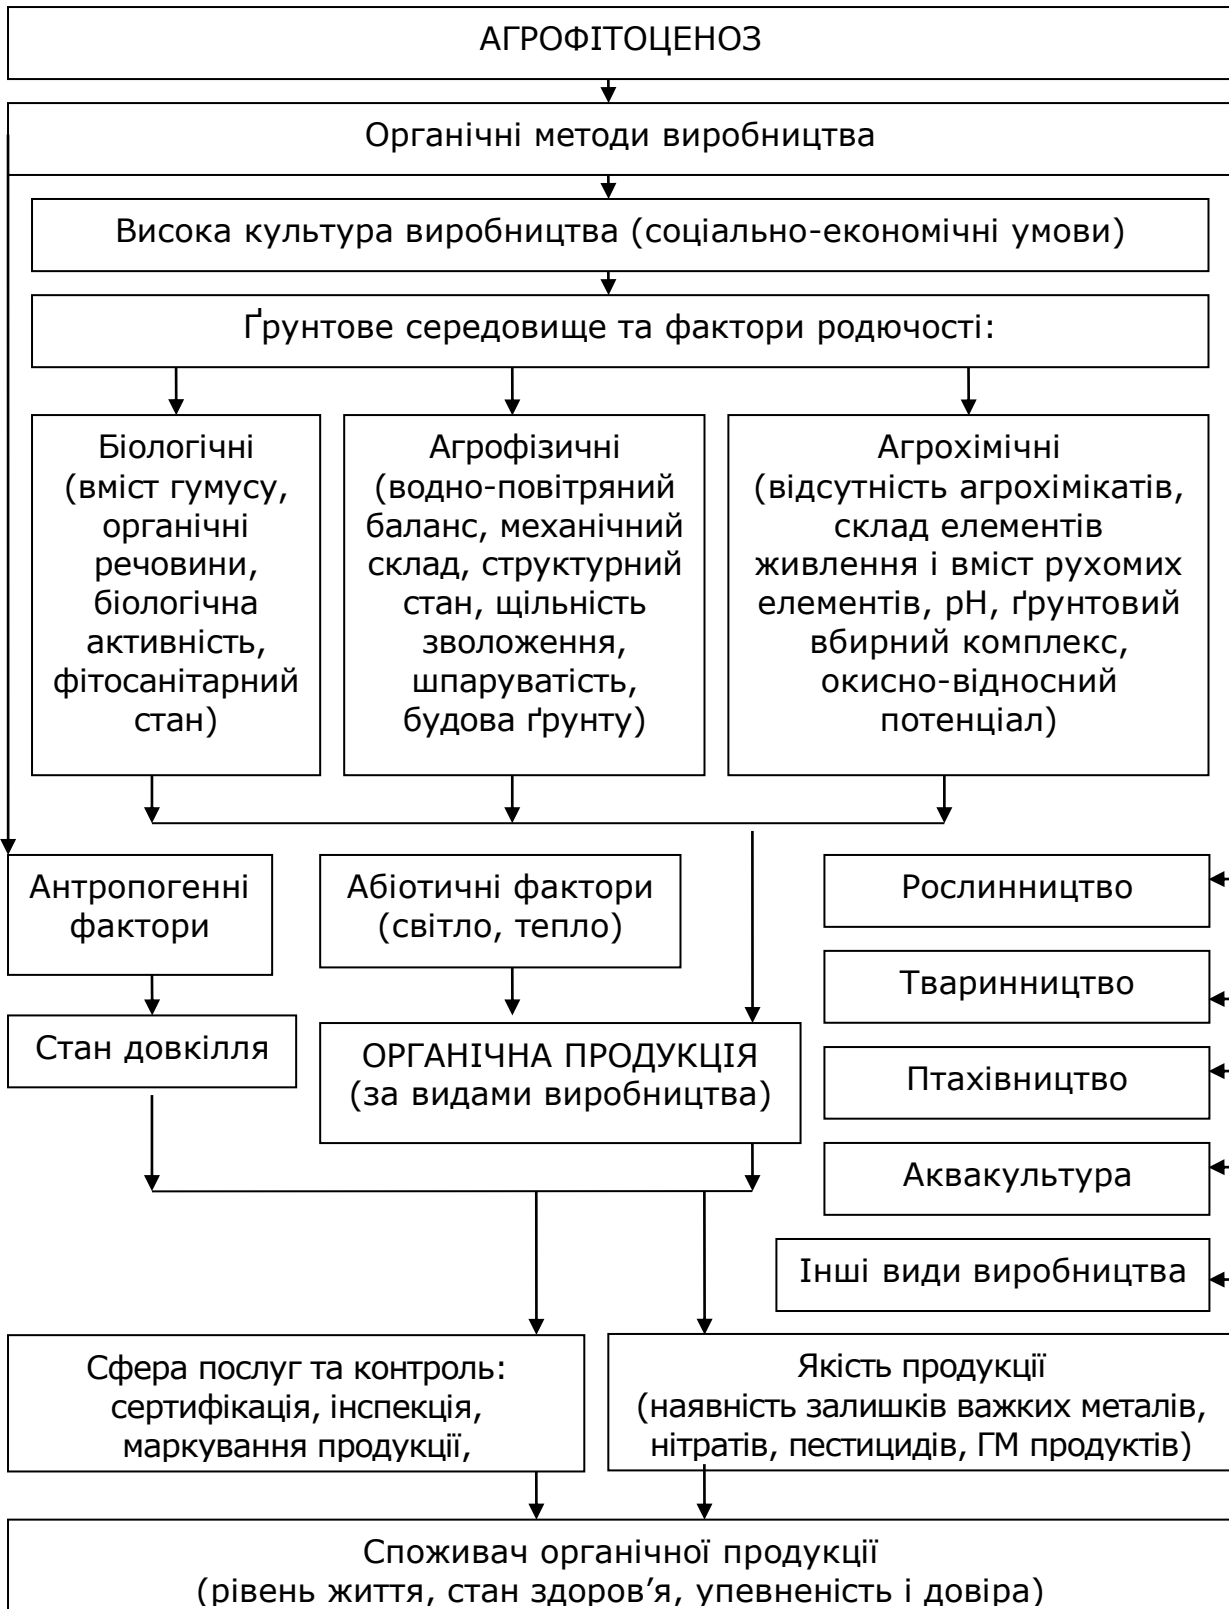 АГРОФІТОЦЕНОЗ
Органічні методи виробництва
Висока культура виробництва (соціально-економічні умови)
Ґрунтове середовище та фактори родючості:
Біологічні
(вміст гумусу,
органічні
речовини,
біологічна
активність,
фітосанітарний
стан)
Агрофізичні
(водно-повітряний
баланс, механічний
склад, структурний
стан, щільність
зволоження,
шпаруватість,
будова ґрунту)
Агрохімічні
(відсутність агрохімікатів,
склад елементів
живлення і вміст рухомих
елементів, рН, ґрунтовий
вбирний комплекс,
окисно-відносний
потенціал)
Антропогенні
фактори
Абіотичні фактори
(світло, тепло)
Рослинництво
Тваринництво
Стан довкілля
ОРГАНІЧНА ПРОДУКЦІЯ
(за видами виробництва)
Птахівництво
Аквакультура
Інші види виробництва
Сфера послуг та контроль:
сертифікація, інспекція,
маркування продукції,
Якість продукції
(наявність залишків важких металів,
нітратів, пестицидів, ГМ продуктів)
Споживач органічної продукції
(рівень життя, стан здоров’я, упевненість і довіра)